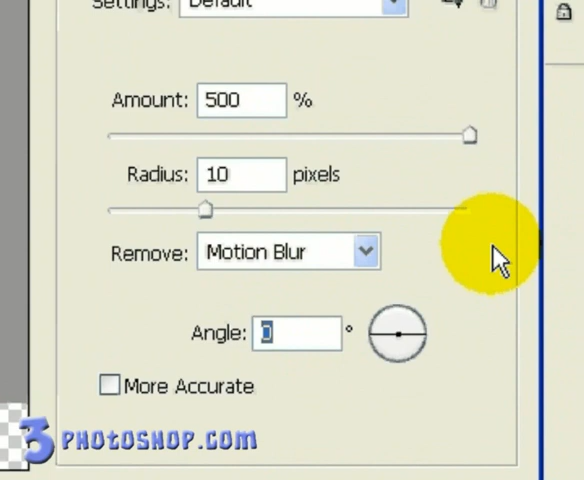 Settings: Default
Amount: 500 %
Radius: 10 pixels
Remove: Motion Blur
Angle: 0 °
More Accurate
3 PHOTOSHOP.COM